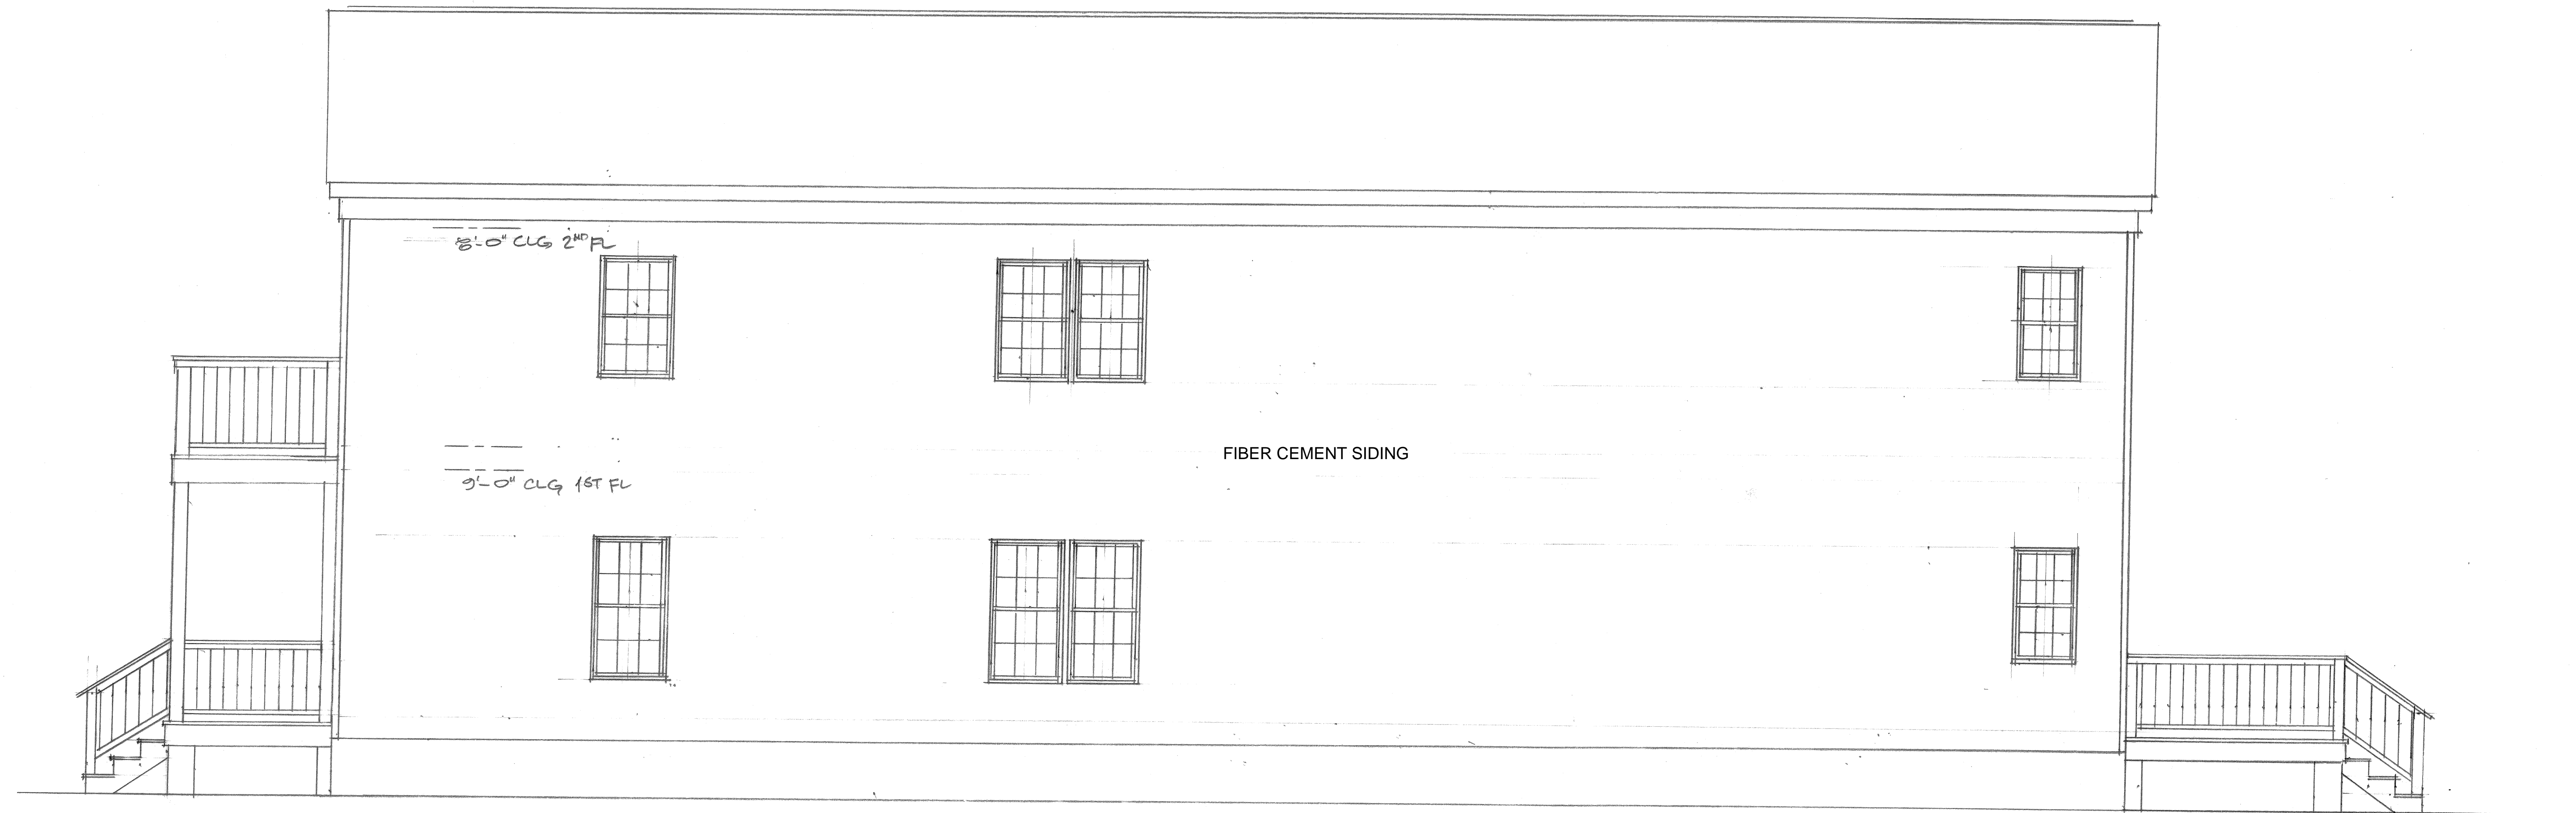 8'-0" CLG 2ND FL
FIBER CEMENT SIDING
9'-0" CLG 1ST FL